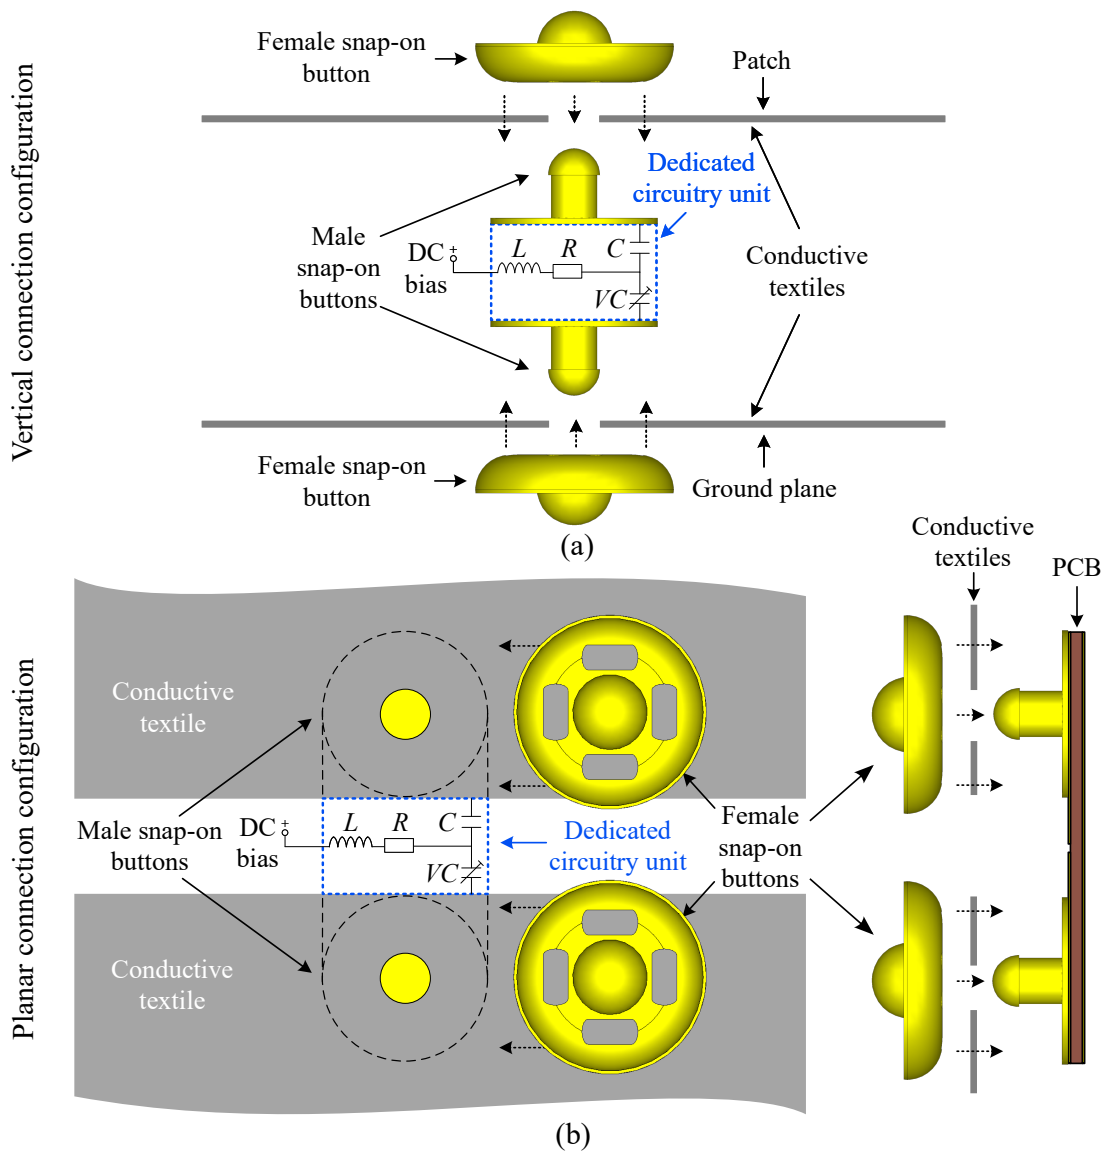 Vertical connection configuration
Female snap-on
button
Patch
Dedicated
circuitry unit
Male
snap-on
buttons
DC
bias
+
L
R
C
VC
Conductive
textiles
Female snap-on
button
Ground plane
(a)
Planar connection configuration
Conductive
textile
Male snap-on
buttons
DC
bias
+
L
R
C
VC
Dedicated
circuitry unit
Conductive
textile
Female
snap-on
buttons
Conductive
textiles
PCB
(b)